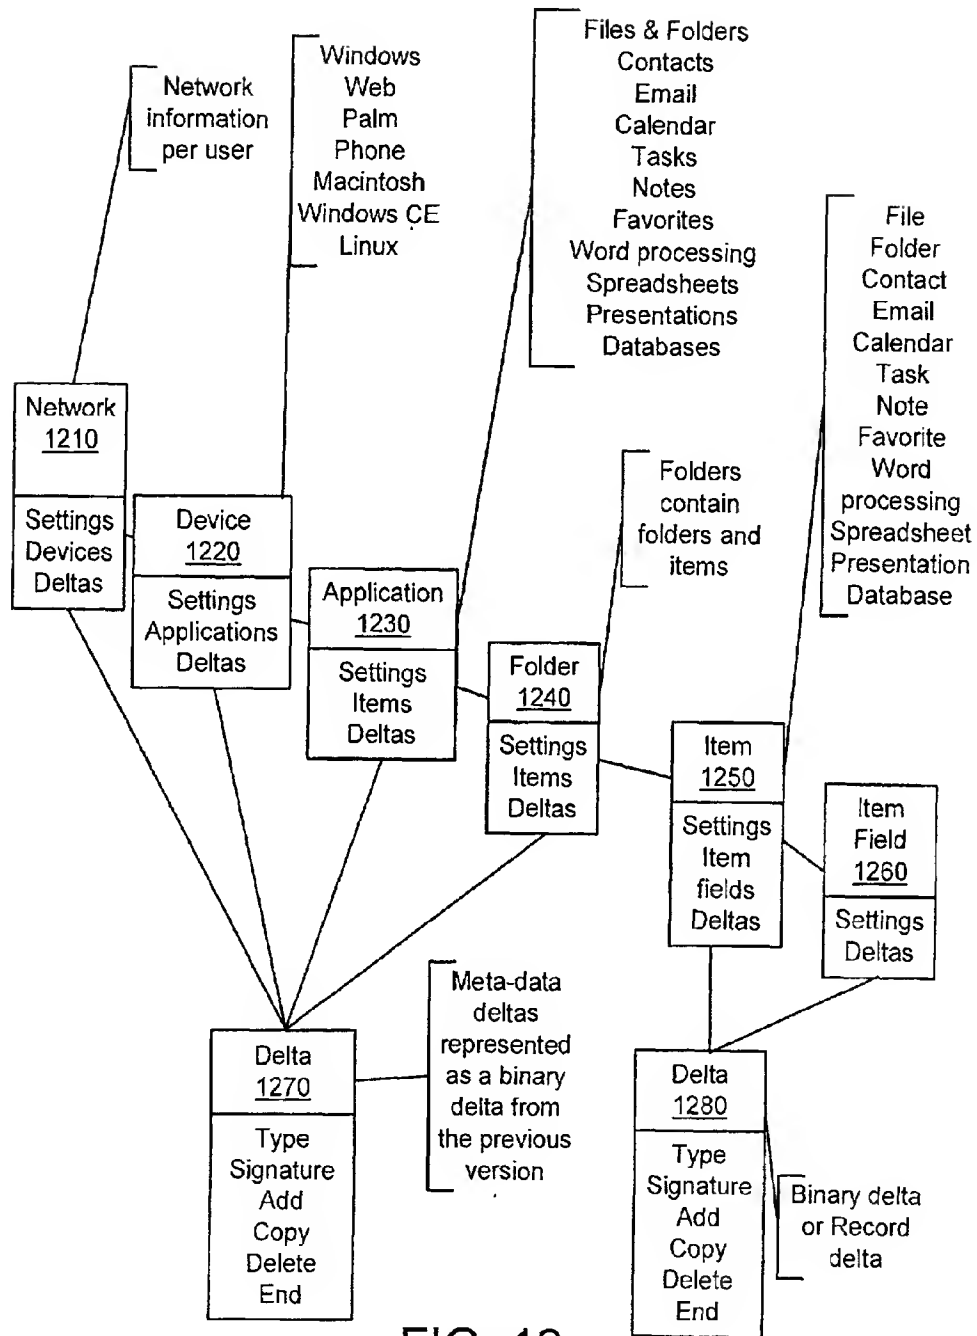 Network
information
per user
Windows
Web
Palm
Phone
Macintosh
Windows CE
Linux
Files & Folders
Contacts
Email
Calendar
Tasks
Notes
Favorites
Word processing
Spreadsheets
Presentations
Databases
File
Folder
Contact
Email
Calendar
Task
Note
Favorite
Word
processing
Spreadsheet
Presentation
Database
Folders
contain
folders and
items
Network
1210
Settings
Devices
Deltas
Device
1220
Settings
Applications
Deltas
Application
1230
Settings
Items
Deltas
Folder
1240
Settings
Items
Deltas
Item
1250
Settings
Item
fields
Deltas
Item
Field
1260
Settings
Deltas
Delta
1270
Type
Signature
Add
Copy
Delete
End
Meta-data
deltas
represented
as a binary
delta from
the previous
version
Delta
1280
Type
Signature
Add
Copy
Delete
End
Binary delta
or Record
delta
FIG.